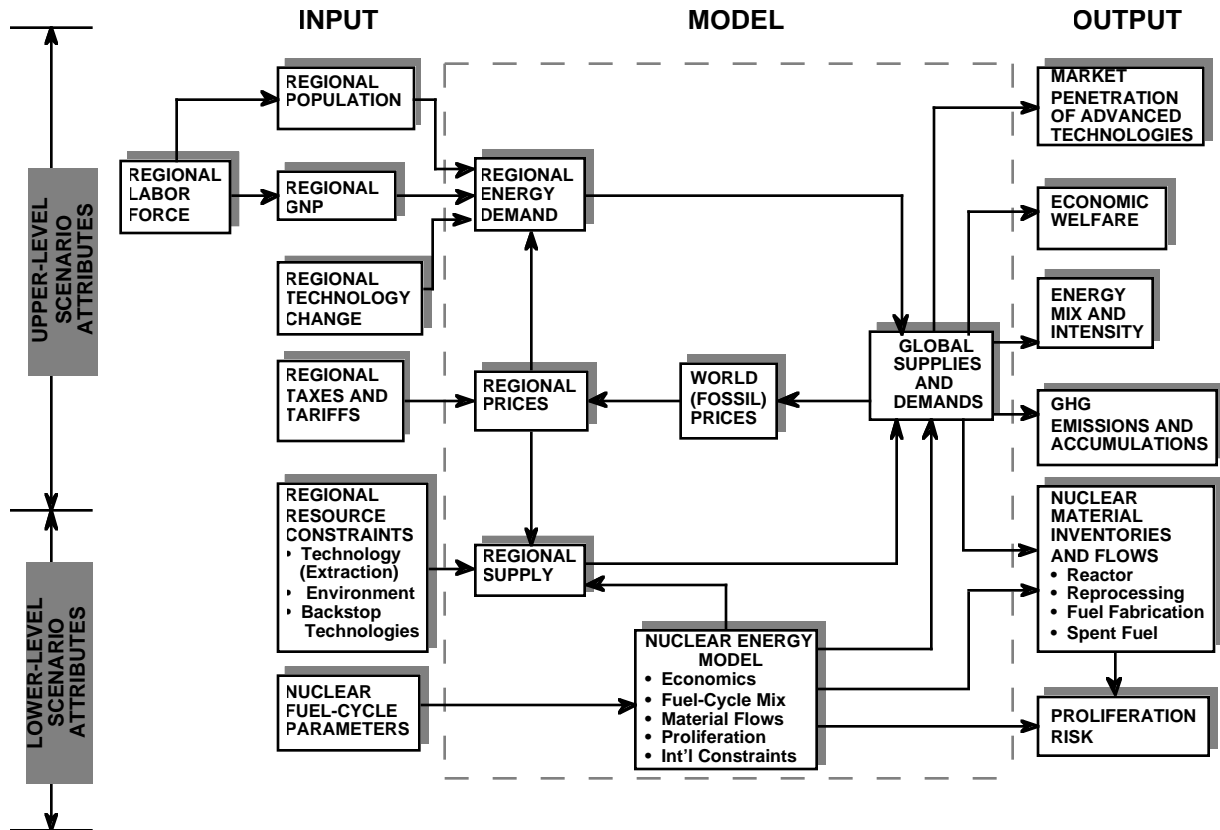 INPUT
MODEL
OUTPUT
UPPER-LEVEL
SCENARIO
ATTRIBUTES
LOWER-LEVEL
SCENARIO
ATTRIBUTES
REGIONAL
LABOR
FORCE
REGIONAL
POPULATION
REGIONAL
GNP
REGIONAL
TECHNOLOGY
CHANGE
REGIONAL
TAXES AND
TARIFFS
REGIONAL
RESOURCE
CONSTRAINTS
• Technology
(Extraction)
• Environment
• Backstop
Technologies
NUCLEAR
FUEL-CYCLE
PARAMETERS
REGIONAL
ENERGY
DEMAND
REGIONAL
PRICES
REGIONAL
SUPPLY
WORLD
(FOSSIL)
PRICES
GLOBAL
SUPPLIES
AND
DEMANDS
NUCLEAR ENERGY
MODEL
• Economics
• Fuel-Cycle Mix
• Material Flows
• Proliferation
• Int'l Constraints
MARKET
PENETRATION
OF ADVANCED
TECHNOLOGIES
ECONOMIC
WELFARE
ENERGY
MIX AND
INTENSITY
GHG
EMISSIONS AND
ACCUMULATIONS
NUCLEAR
MATERIAL
INVENTORIES
AND FLOWS
• Reactor
• Reprocessing
• Fuel Fabrication
• Spent Fuel
PROLIFERATION
RISK